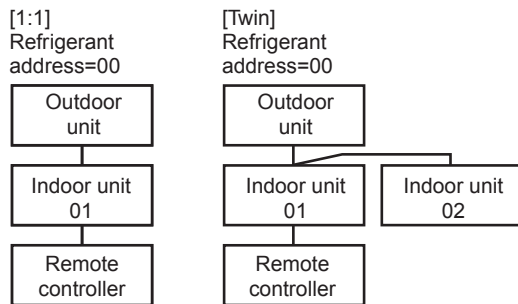 [1:1]
Refrigerant
address=00
Outdoor
unit
Indoor unit
01
Remote
controller
[Twin]
Refrigerant
address=00
Outdoor
unit
Indoor unit
01
Indoor unit
02
Remote
controller